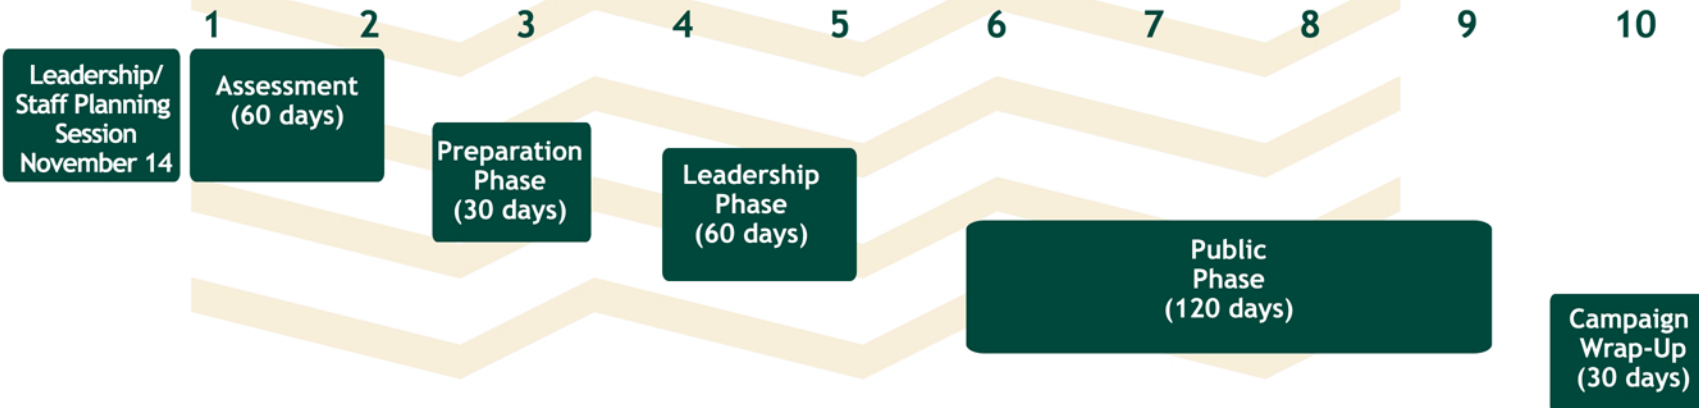 1 2 3 4 5 6 7 8 9 10
Leadership/
Staff Planning
Session
November 14
Assessment
(60 days)
Preparation
Phase
(30 days)
Leadership
Phase
(60 days)
Public
Phase
(120 days)
Campaign
Wrap-Up
(30 days)